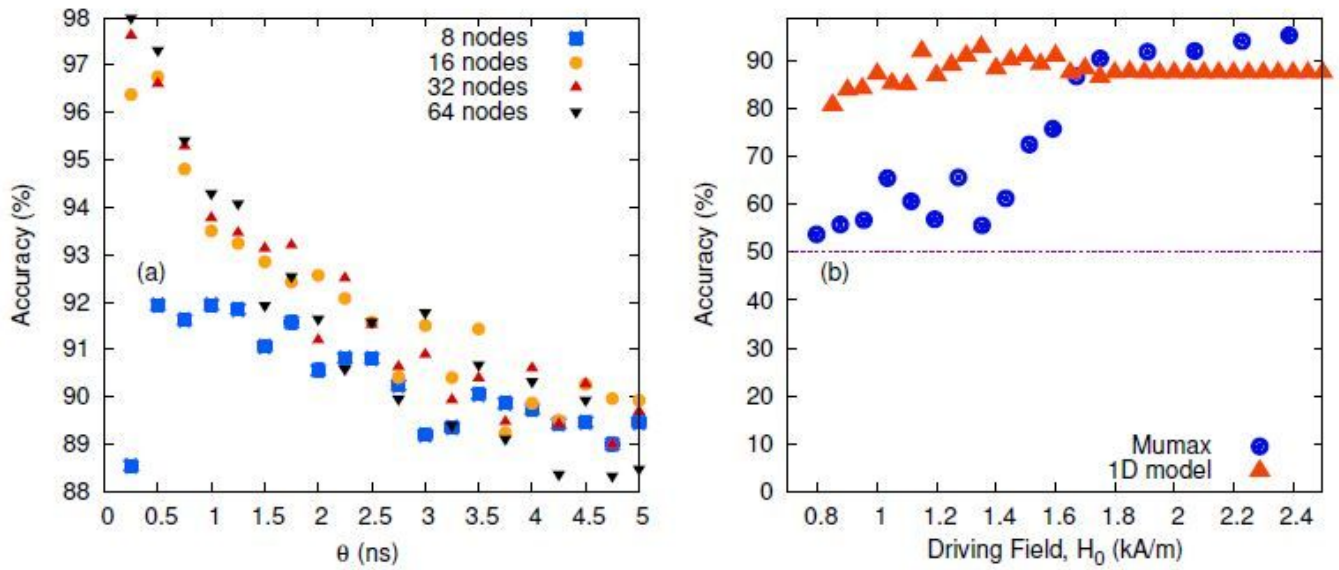 98
97
96
95
94
93
92
91
90
89
88
Accuracy (%)
8 nodes
16 nodes
32 nodes
64 nodes
(a)
0 0.5 1 1.5 2 2.5 3 3.5 4 4.5 5
θ (ns)
90
80
70
60
50
40
30
20
10
0
Accuracy (%)
(b)
Mumax
1D model
0.8 1 1.2 1.4 1.6 1.8 2 2.2 2.4
Driving Field, H₀ (kA/m)